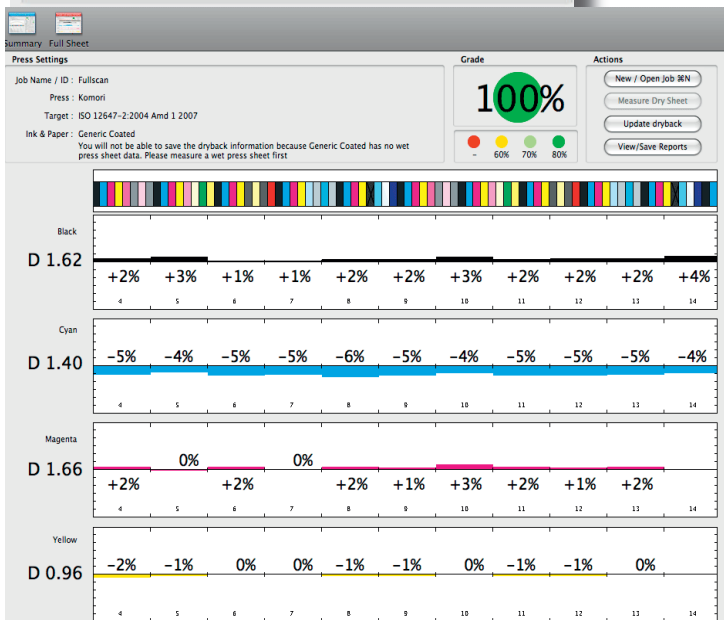 Summary Full Sheet
Press Settings
Grade
Actions
Job Name / ID : Fullscan
Press : Komori
Target : ISO 12647-2:2004 Amd 1 2007
Ink & Paper : Generic Coated
You will not be able to save the dryback information because Generic Coated has no wet
press sheet data. Please measure a wet press sheet first
100%
- 60% 70% 80%
New / Open Job ⌘N
Measure Dry Sheet
Update dryback
View/Save Reports
Black
D 1.62
+2% +3% +1% +1% +2% +2% +3% +2% +2% +2% +4%
4 5 6 7 8 9 10 11 12 13 14
Cyan
D 1.40
-5% -4% -5% -5% -6% -5% -4% -5% -5% -5% -4%
4 5 6 7 8 9 10 11 12 13 14
Magenta
D 1.66
0% 0%
+2% +2% +2% +1% +3% +2% +1% +2%
4 5 6 7 8 9 10 11 12 13 14
Yellow
D 0.96
-2% -1% 0% 0% -1% -1% 0% -1% -1% 0%
4 5 6 7 8 9 10 11 12 13 14